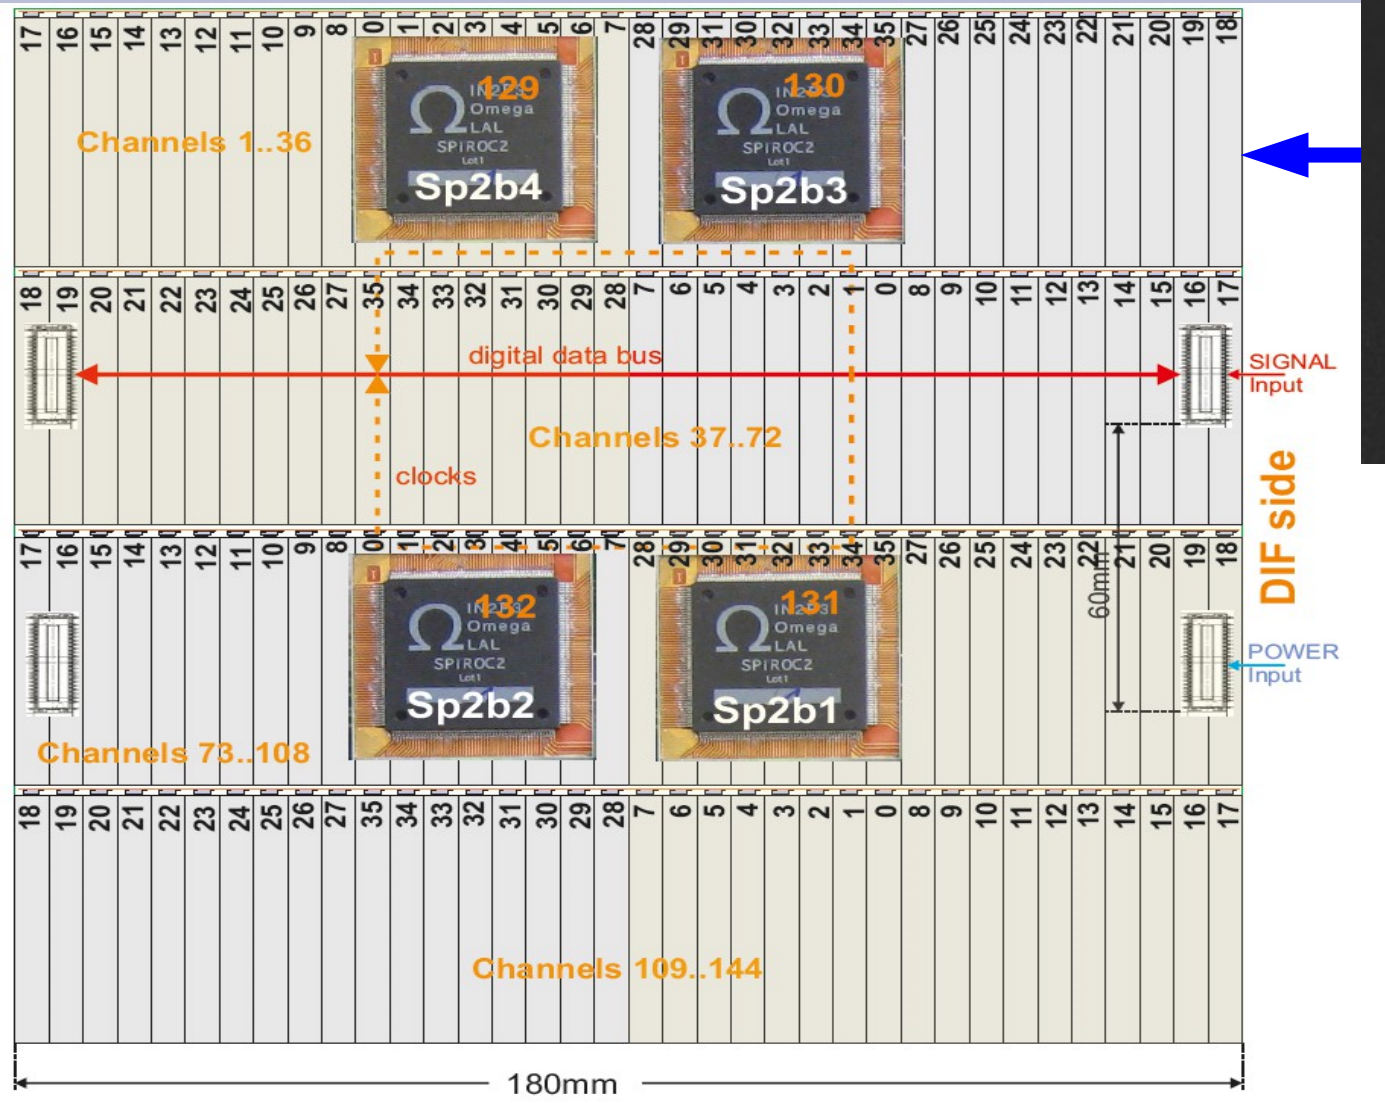 17 16 15 14 13 12 11 10 9 8 0 1 2 3 4 5 6 7 28 29 31 30 32 33 34 35 27 26 25 24 23 22 21 20 19 18
129
130
IN2P3
Omega
LAL
SPIROC2
Lot1
Sp2b4
IN2P3
Omega
LAL
SPIROC2
Lot1
Sp2b3
Channels 1..36
18 19 20 21 22 23 24 25 26 27 35 34 33 32 31 30 29 28 7 6 5 4 3 2 1 0 8 9 10 11 12 13 14 15 16 17
digital data bus
SIGNAL
Input
Channels 37..72
clocks
DIF side
17 16 15 14 13 12 11 10 9 8 0 1 2 3 4 5 6 7 28 29 30 31 32 33 34 35 27 26 25 24 23 22 21 20 19 18
60mm
132
131
IN2P3
Omega
LAL
SPIROC2
Lot1
Sp2b2
IN2P3
Omega
LAL
SPIROC2
Lot1
Sp2b1
POWER
Input
Channels 73..108
18 19 20 21 22 23 24 25 26 27 35 34 33 32 31 30 29 28 7 6 5 4 3 2 1 0 8 9 10 11 12 13 14 15 16 17
Channels 109..144
180mm